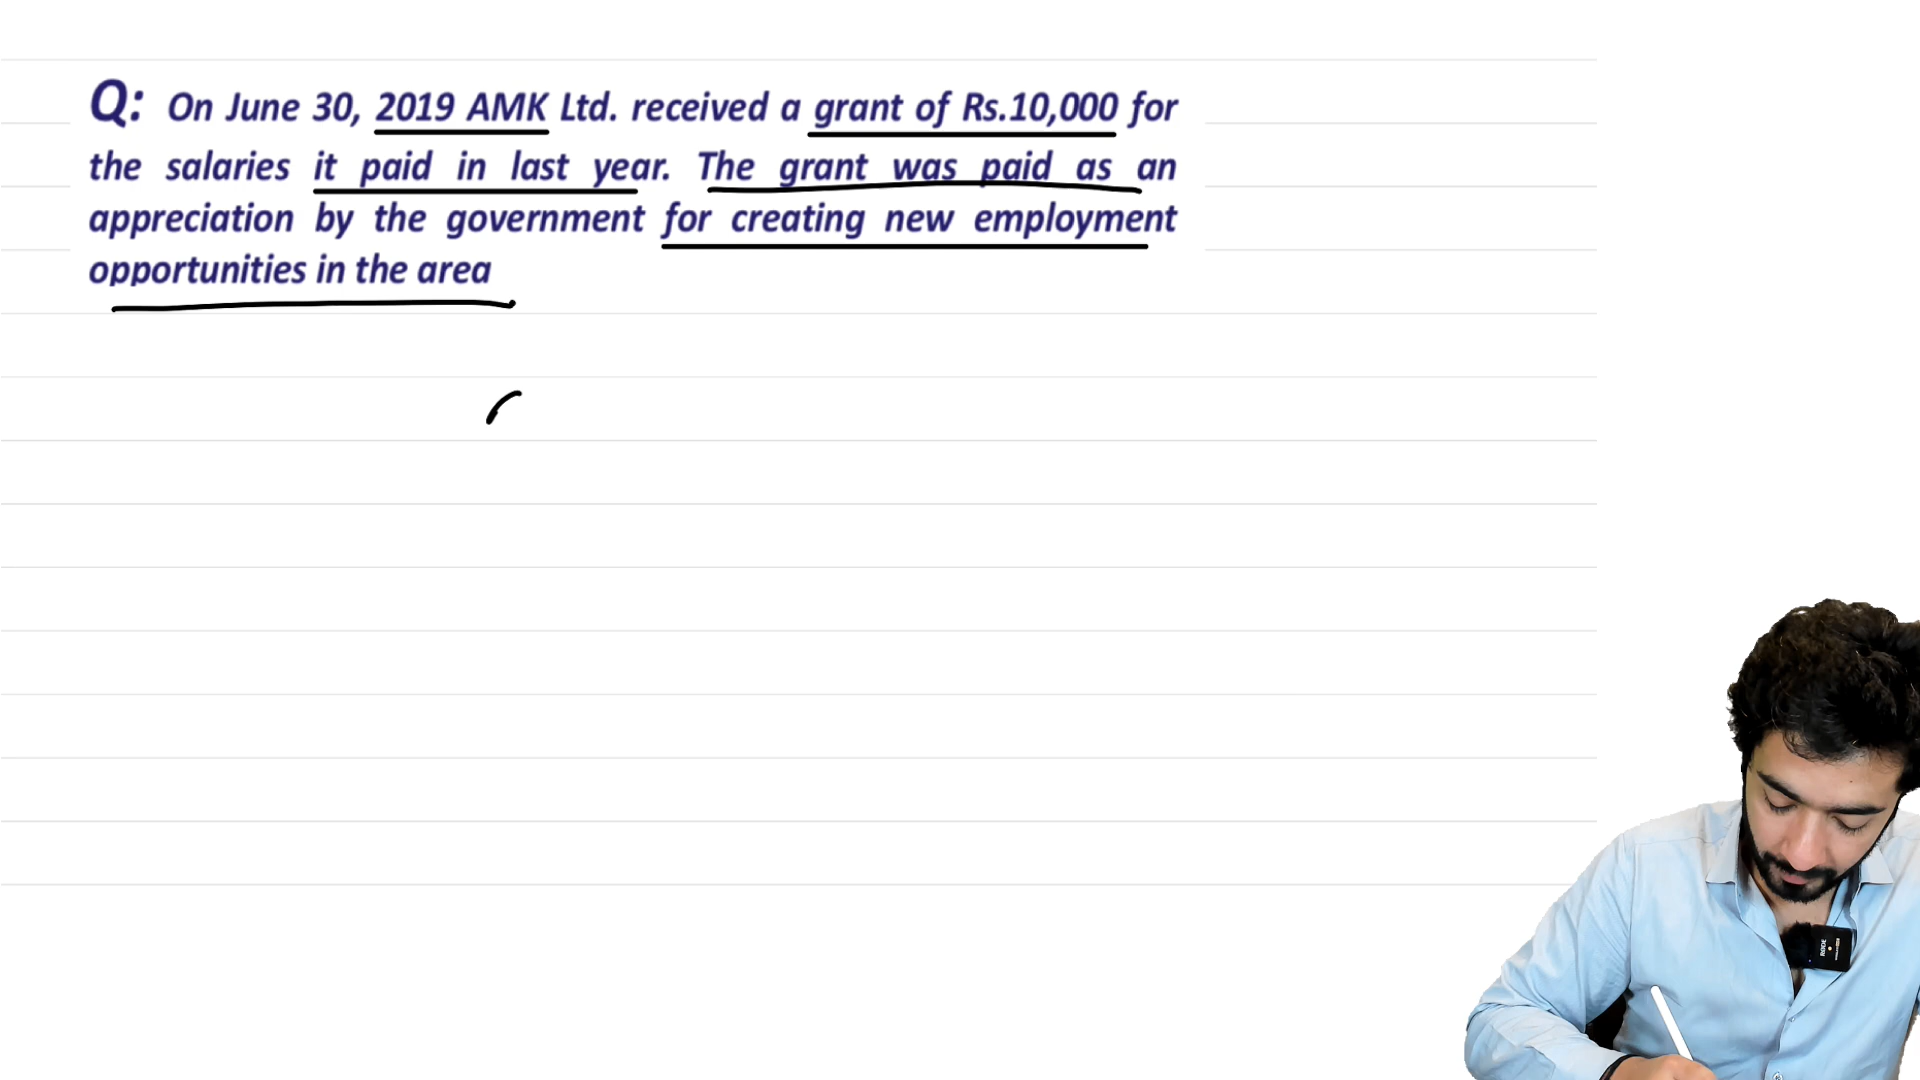 Q: On June 30, 2019 AMK Ltd. received a grant of Rs.10,000 for
the salaries it paid in last year. The grant was paid as an
appreciation by the government for creating new employment
opportunities in the area
RØDE